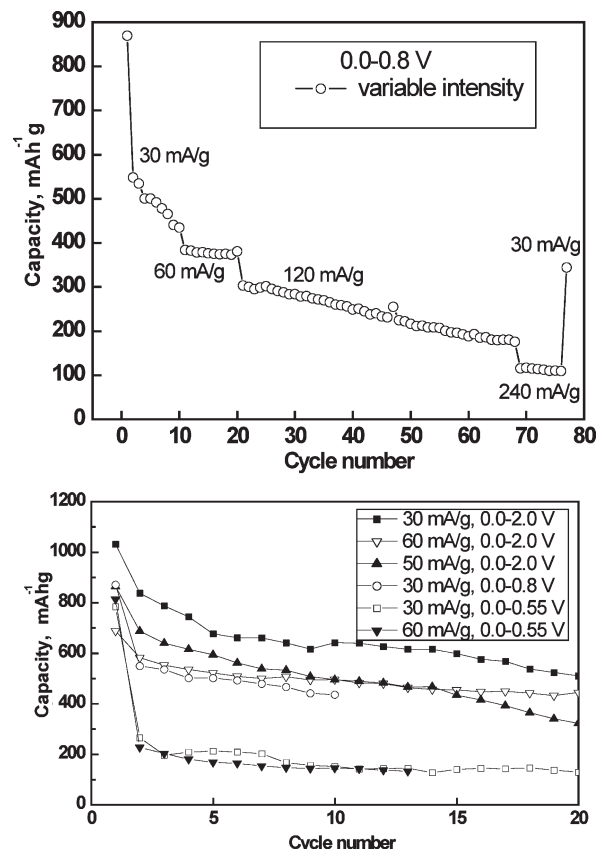 900
800
700
600
500
400
300
200
100
0
Capacity, mAh g-1
0.0-0.8 V
variable intensity
30 mA/g
60 mA/g
120 mA/g
30 mA/g
240 mA/g
0 10 20 30 40 50 60 70 80
Cycle number
1200
1000
800
600
400
200
0
Capacity, mAhg
30 mA/g, 0.0-2.0 V
60 mA/g, 0.0-2.0 V
50 mA/g, 0.0-2.0 V
30 mA/g, 0.0-0.8 V
30 mA/g, 0.0-0.55 V
60 mA/g, 0.0-0.55 V
0 5 10 15 20
Cycle number